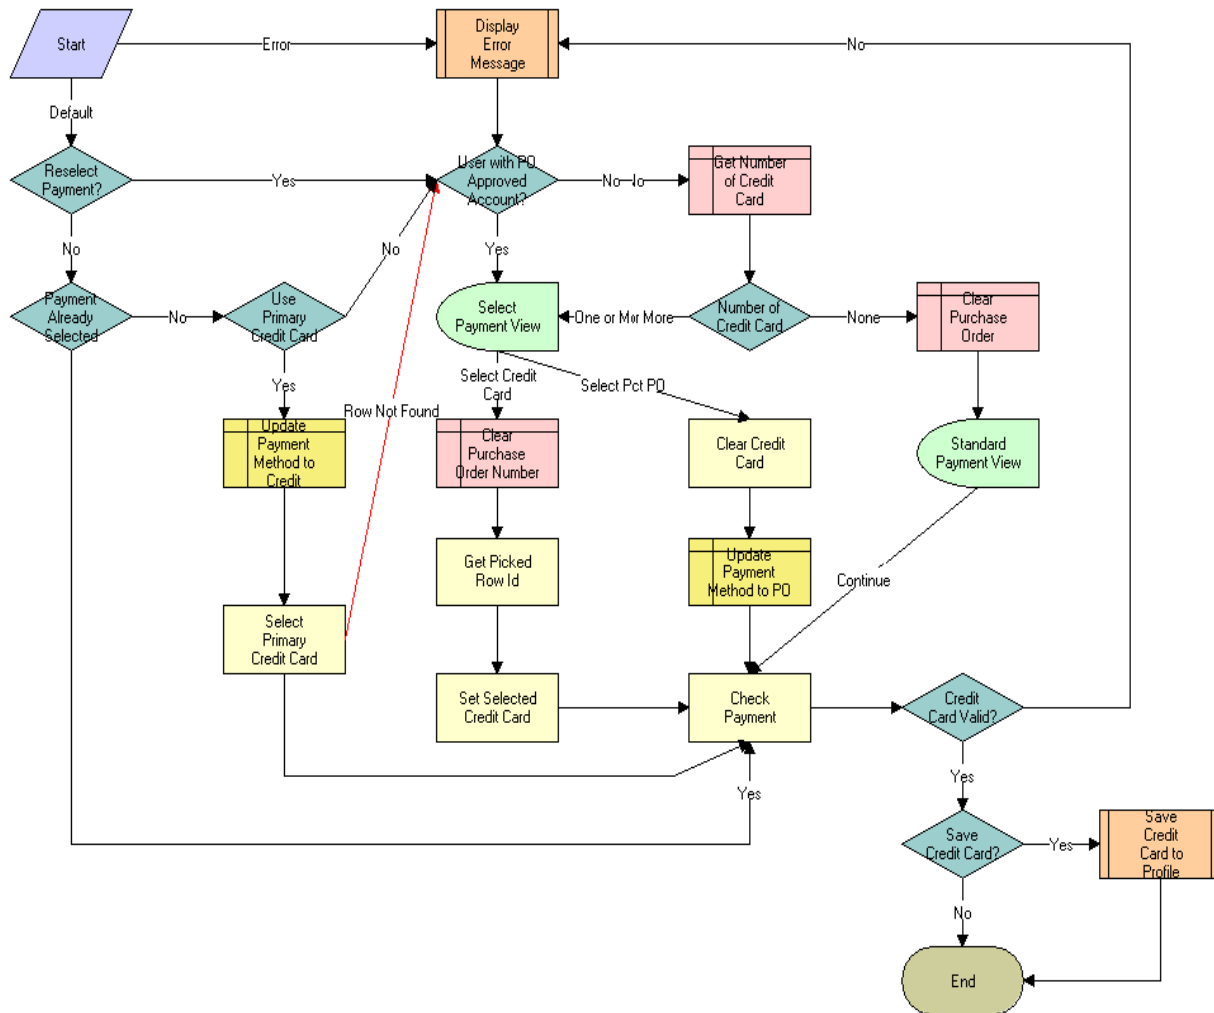 Start
Error
Display
Error
Message
No
Default
Reselect
Payment?
Yes
User with PO
Approved
Account?
No
Get Number
of Credit
Card
No
No
Yes
Payment
Already
Selected
No
Use
Primary
Credit Card
Select
Payment View
One or More
Number of
Credit Card
None
Clear
Purchase
Order
Yes
Select Credit
Card
Select
PO
Row Not Found
Update
Payment
Method to
Credit
Clear
Purchase
Order Number
Clear Credit
Card
Standard
Payment View
Get Picked
Row Id
Update
Payment
Method to PO
Continue
Select
Primary
Credit Card
Set Selected
Credit Card
Check
Payment
Credit
Card Valid?
Yes
Yes
Save
Credit Card?
Yes
Save
Credit
Card to
Profile
No
End